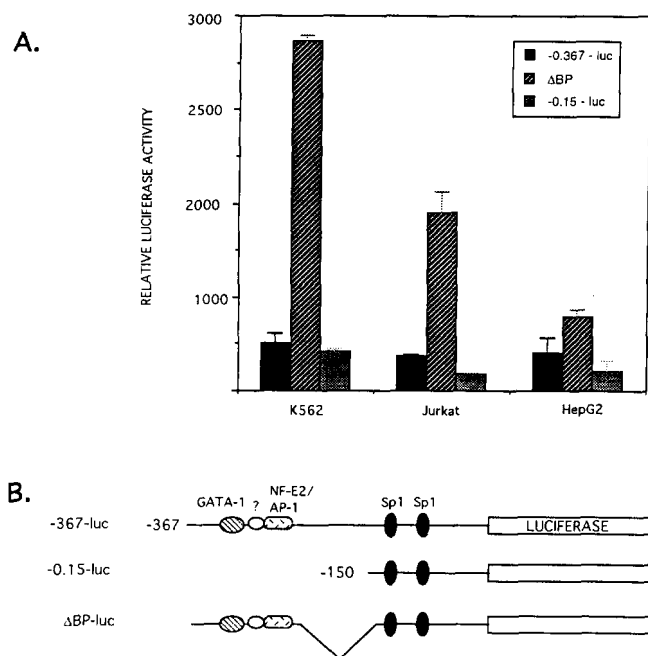 A.
3000
2500
2000
1000
RELATIVE LUCIFERASE ACTIVITY
-0.367 - luc
ΔBP
-0.15 - luc
K562
Jurkat
HepG2
B.
GATA-1
?
NF-E2/
AP-1
Sp1
Sp1
-367-luc
-367
LUCIFERASE
-0.15-luc
-150
ΔBP-luc